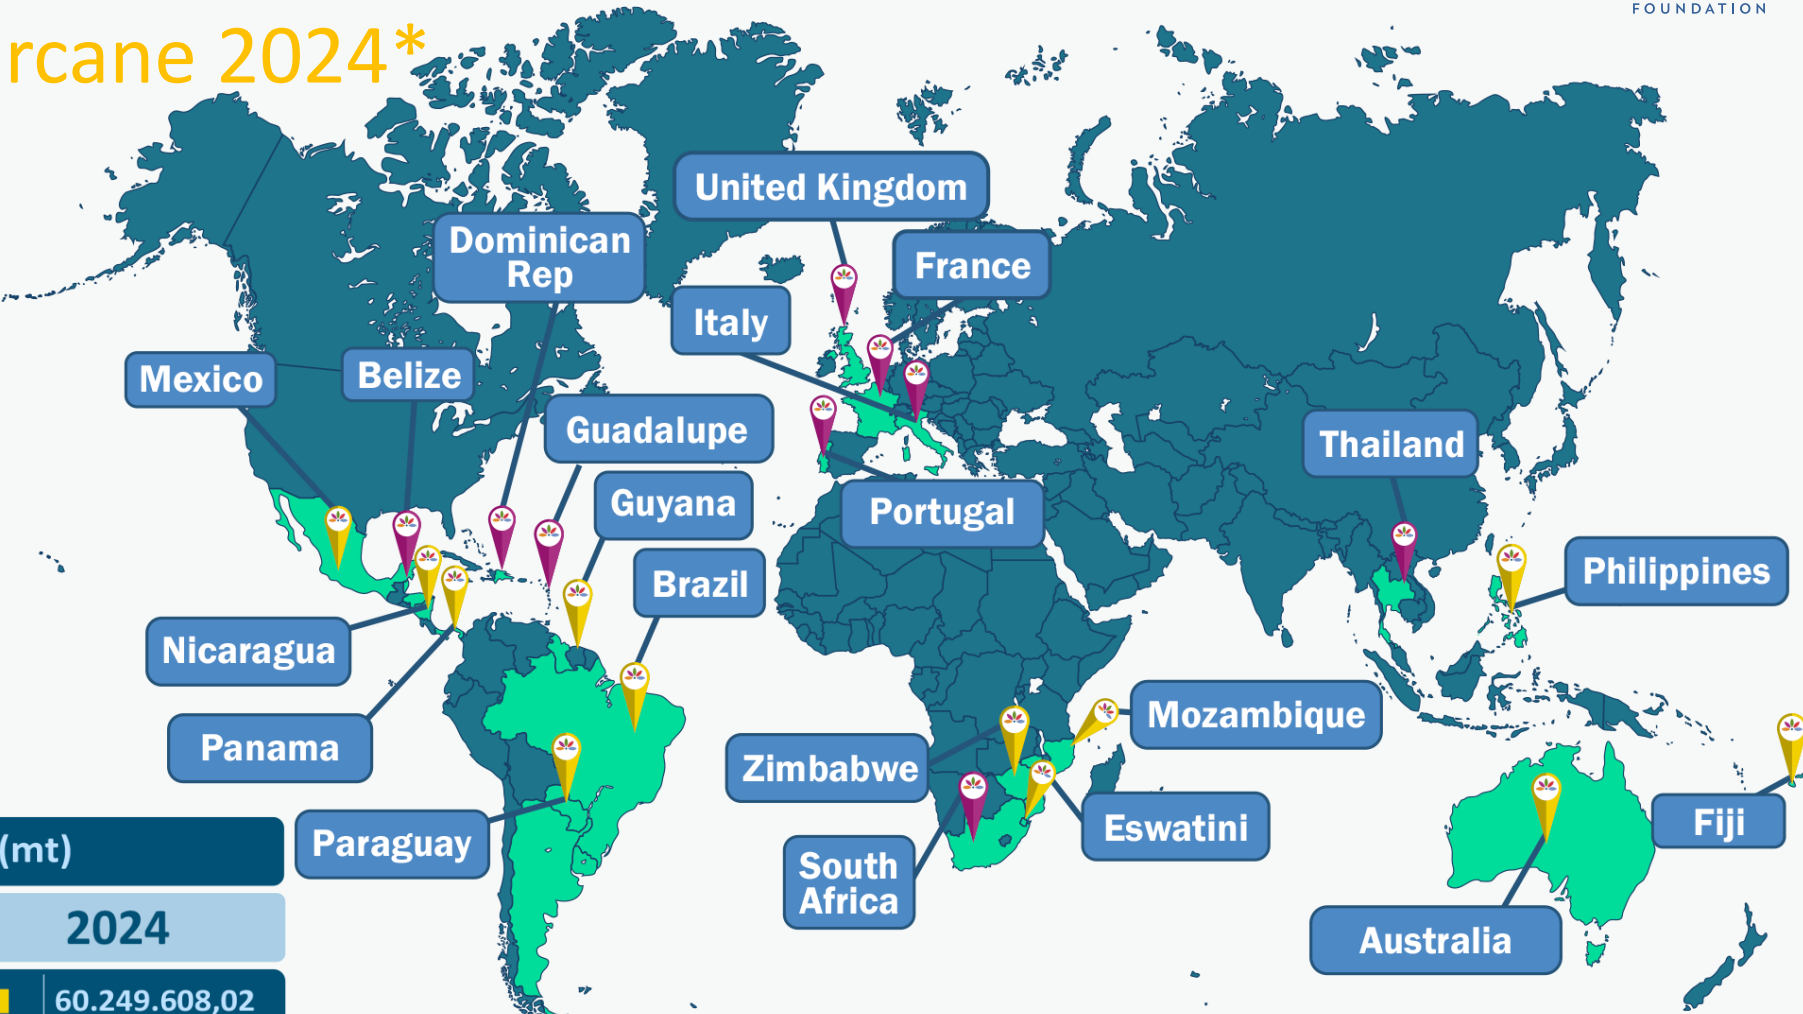 FOUNDATION
rcane 2024*
United Kingdom
Dominican
Rep
France
Italy
Mexico
Belize
Guadalupe
Thailand
Guyana
Portugal
Brazil
Philippines
Nicaragua
Mozambique
Panama
Zimbabwe
Fiji
Paraguay
Eswatini
South
Africa
Australia
(mt)
2024
60.249.608,02